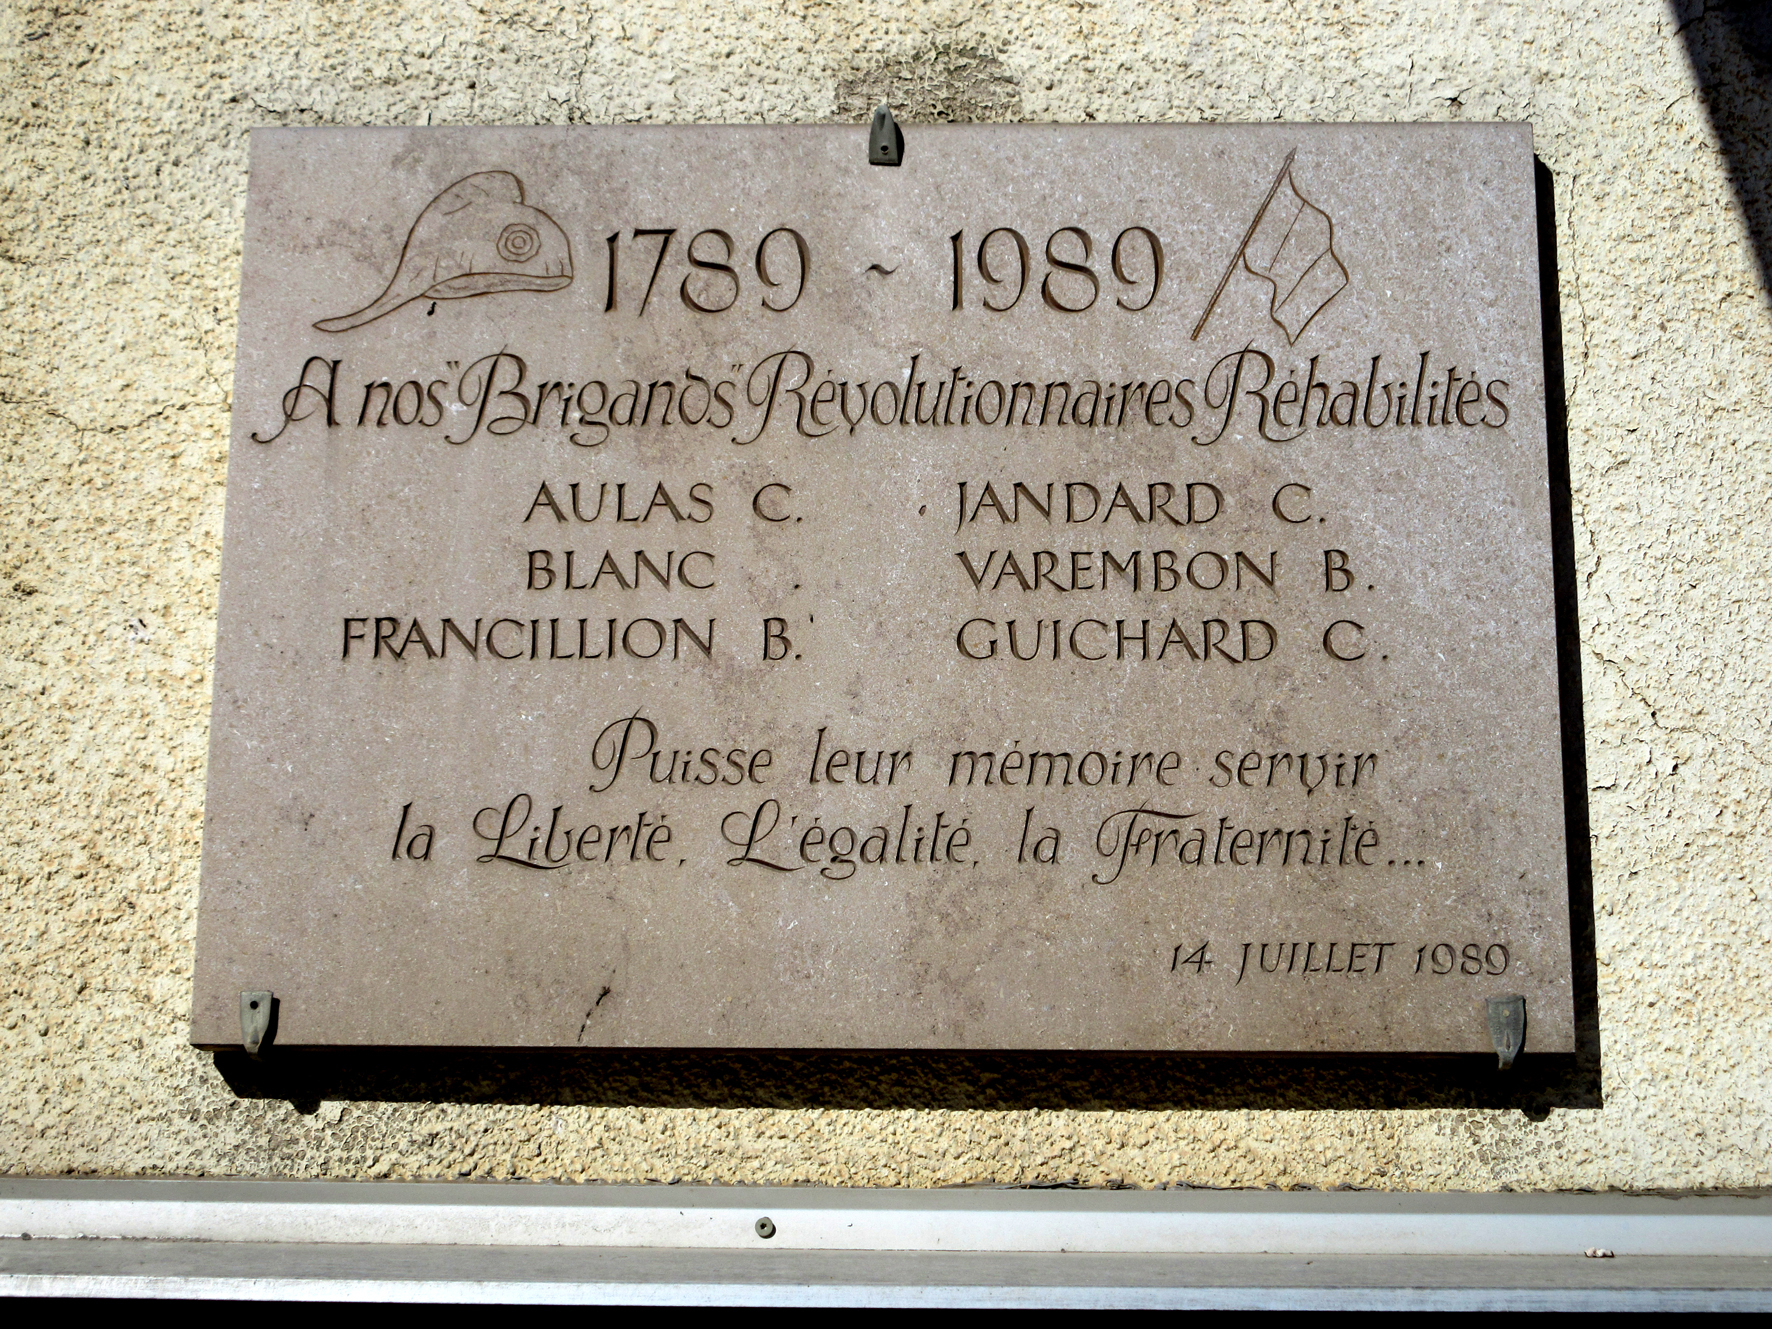 1789 - 1989
A nos "Brigands" Révolutionnaires Réhabilités
AULAS C. JANDARD C.
BLANC . VAREMBON B.
FRANCILLION B. GUICHARD C.
Puisse leur mémoire servir
la Liberté, L'égalité, la Fraternité...
14 JUILLET 1989